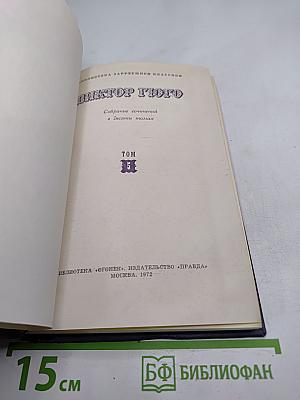 БИБЛИОТЕКА ЗАРУБЕЖНОЙ КЛАССИКИ
ВИКТОР ГЮГО
Собрание сочинений
в десяти томах
ТОМ
5
БИБЛИОТЕКА «ОГОНЕК». ИЗДАТЕЛЬСТВО «ПРАВДА»
МОСКВА. 1972
15 см
БФ БИБЛИОФАН